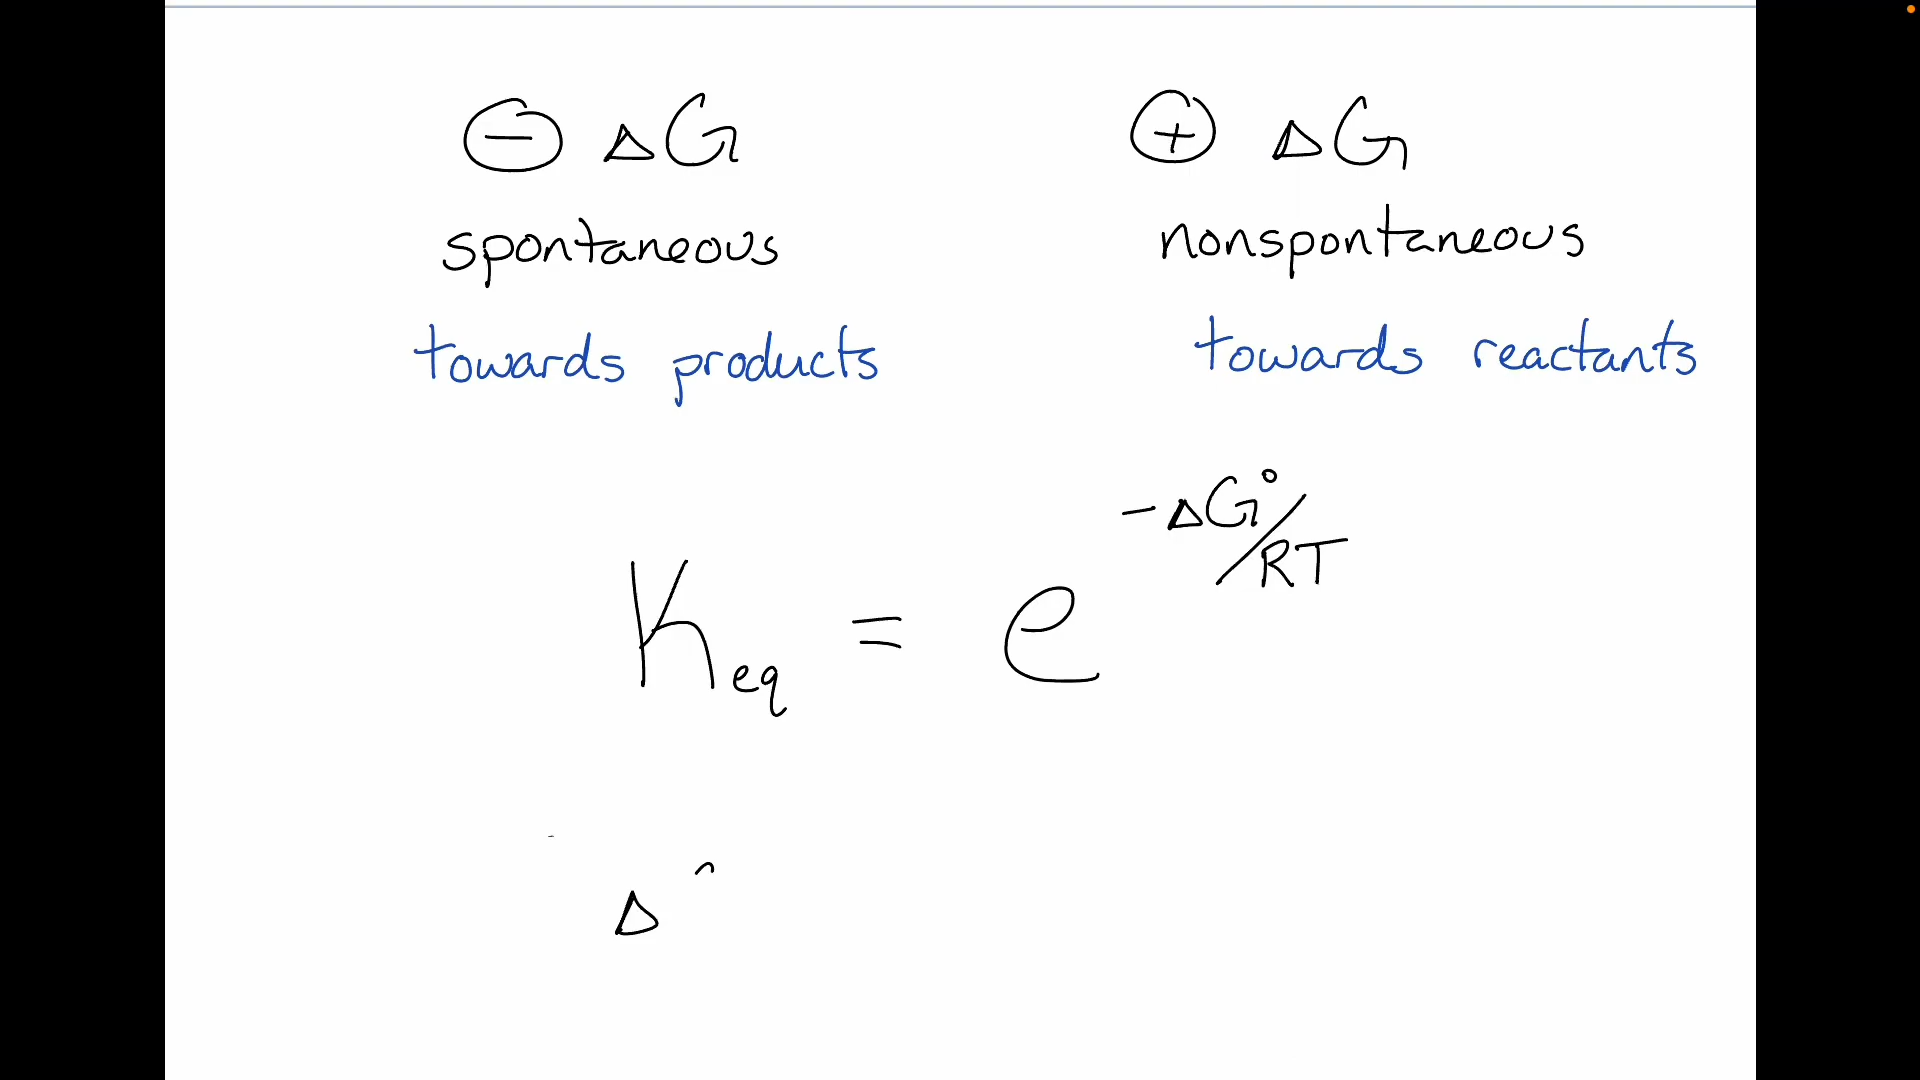 ⊖ ΔG
⊕ ΔG
spontaneous
nonspontaneous
towards products
towards reactants
Keq = e^-ΔG°/RT
Δ